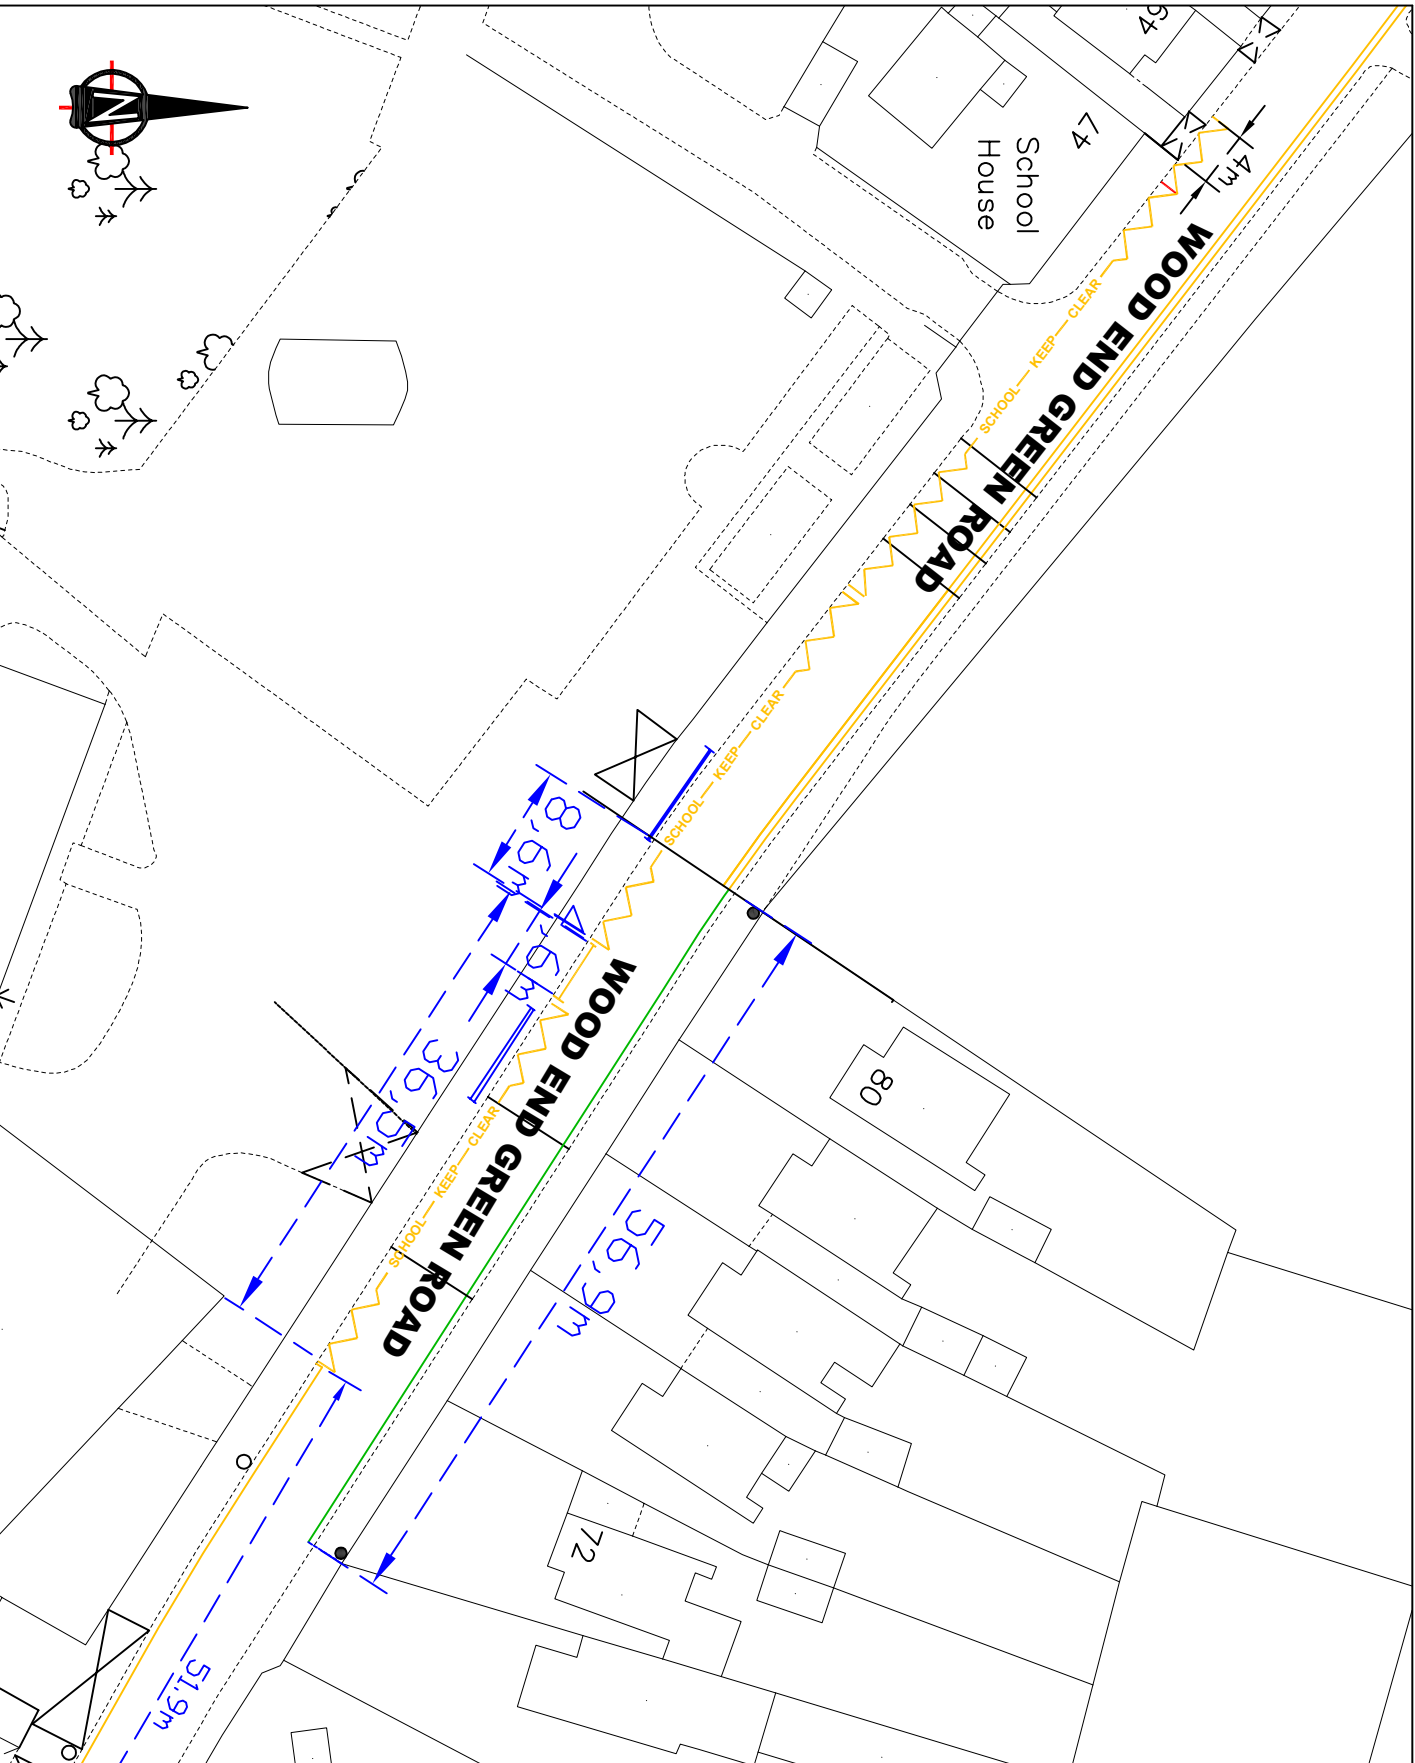 49
N
47
4m
School
House
WOOD END GREEN ROAD
SCHOOL KEEP CLEAR
SCHOOL KEEP CLEAR
8,6m
4,6m
WOOD END GREEN ROAD
36,5m
SCHOOL KEEP CLEAR
80
56,9m
72
51,9m